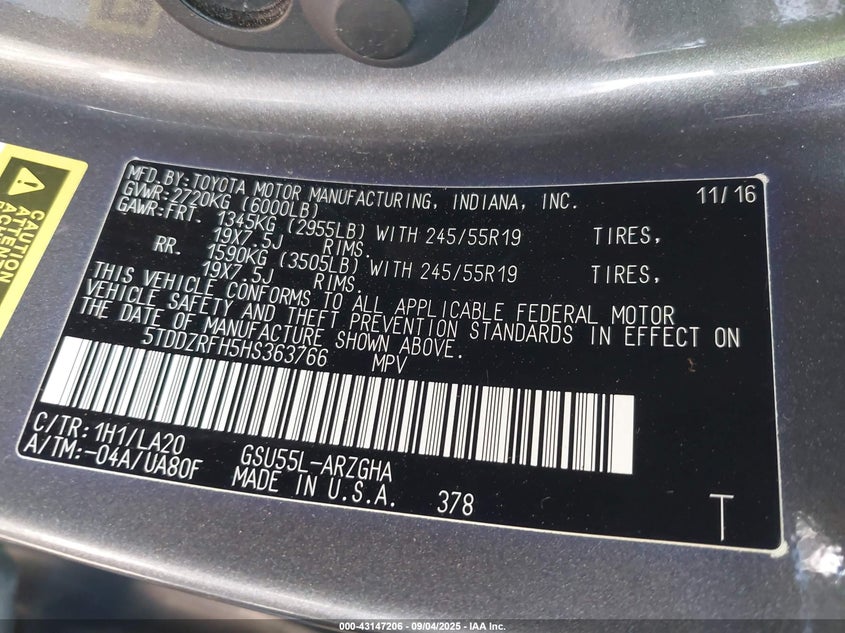 MFD.BY:TOYOTA MOTOR MANUFACTURING, INDIANA, INC. 11/16
GVWR:2720KG (6000LB)
GAWR:FRT. 1345KG (2955LB) WITH 245/55R19 TIRES,
19X7.5J RIMS.
RR. 1590KG (3505LB) WITH 245/55R19 TIRES,
19X7.5J RIMS.
THIS VEHICLE CONFORMS TO ALL APPLICABLE FEDERAL MOTOR
VEHICLE SAFETY AND THEFT PREVENTION STANDARDS IN EFFECT ON
THE DATE OF MANUFACTURE SHOWN ABOVE.
5TDDZRFH5HS363766 MPV
C/TR:1H1/LA20 GSU55L-ARZGHA
A/TM:-04A/UA80F MADE IN U.S.A. 378 T
CAUTION
000-43147206 - 09/04/2025 - IAA Inc.